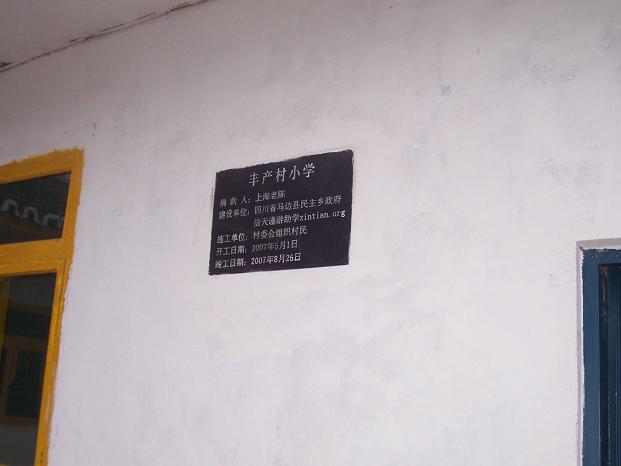 丰产村小学
捐款人：上海老陈
建设单位：四川省马边县民主乡政府
信天遨游助学xintian.org
施工单位：村委会组织村民
开工日期：2007年5月1日
竣工日期：2007年8月26日